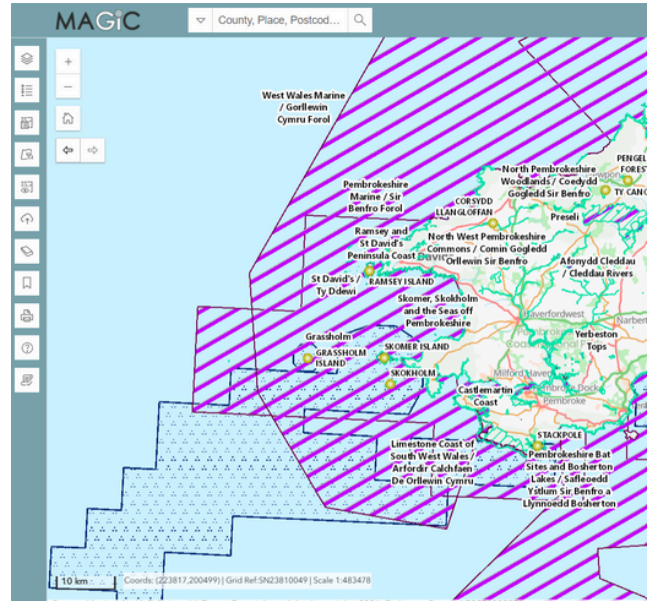 MAGiC
County, Place, Postcod...
West Wales Marine
/ Gorllewin
Cymru Forol
PENGEL
FOREST
North Pembrokeshire
Woodlands / Coedydd
Gogledd Sir Benfro
TY CANOL
Pembrokeshire
Marine / Sir
Benfro Forol
CORSYDD
LLANGLOFFAN
Preseli
Ramsey and
St David's
Peninsula Coast
North West Pembrokeshire
Commons / Comin Gogledd
Orllewin Sir Benfro
Afonydd Cleddau
/ Cleddau Rivers
St David's /
Ty Ddewi
RAMSEY ISLAND
Skomer, Skokholm
and the Seas off
Pembrokeshire
Haverfordwest
Narbert
Grassholm
GRASSHOLM
ISLAND
SKOMER ISLAND
Yerbeston
Tops
SKOKHOLM
Milford Haven
Castlemartin
Coast
Pembroke Dock
Pembroke
STACKPOLE
Limestone Coast of
South West Wales /
Arfordir Calchfaen
De Orllewin Cymru
Pembrokeshire Bat
Sites and Bosherton
Lakes / Safleoedd
Ystlum Sir Benfro a
Llynnoedd Bosherton
10 km
Coords: (223817,200499) | Grid Ref:SN23810049 | Scale 1:483478